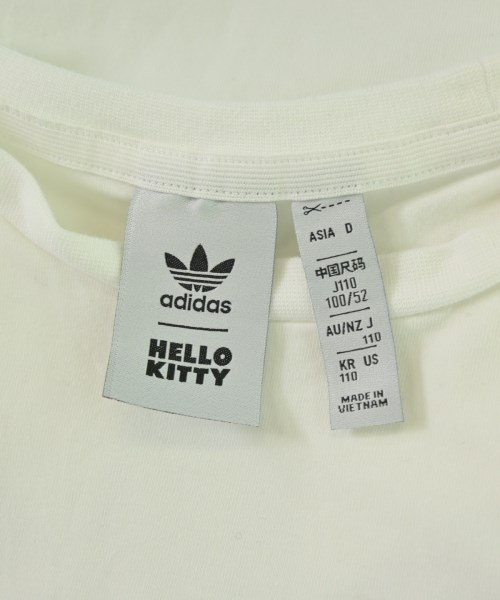 adidas
HELLO
KITTY
ASIA D
中国尺码
J110
100/52
AU/NZ J
110
KR US
110
MADE IN
VIETNAM